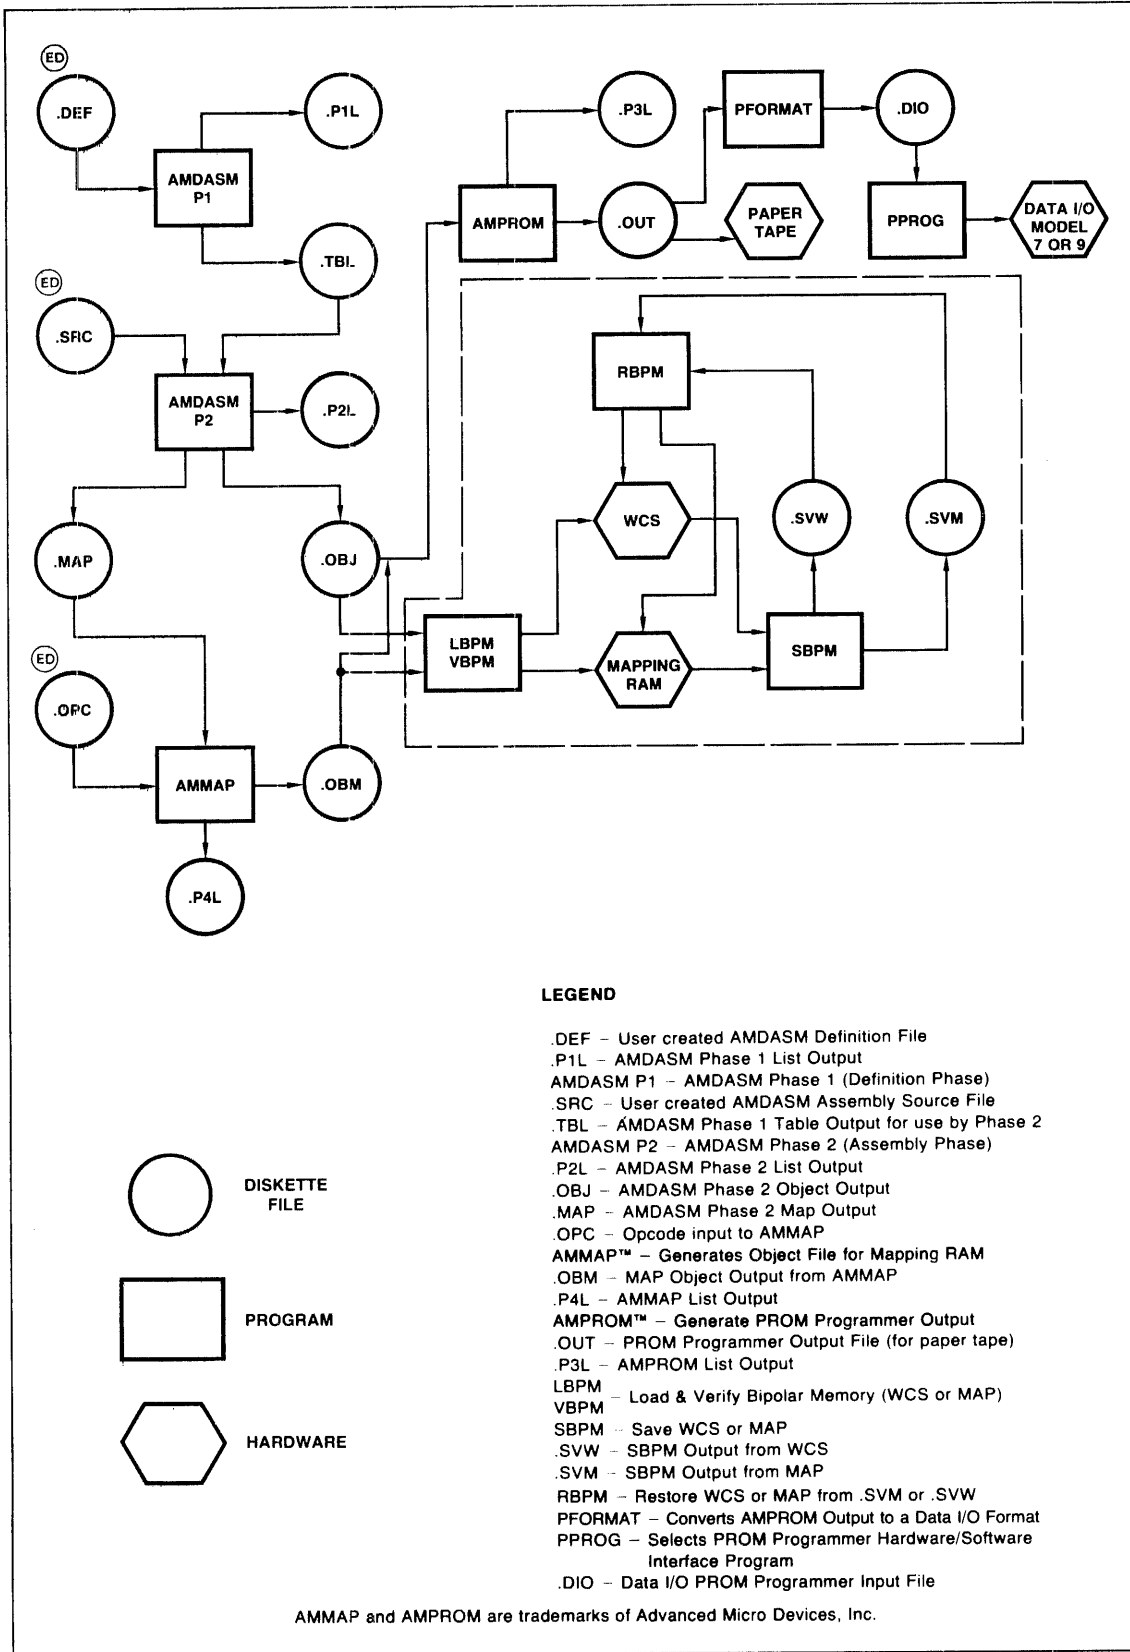 ED
.DEF
.P1L
AMDASM
P1
.TBL
ED
.SRC
AMDASM
P2
.P2L
.MAP
.OBJ
ED
.OPC
AMMAP
.OBM
.P4L
.P3L
AMPROM
.OUT
PFORMAT
.DIO
PAPER
TAPE
PPROG
DATA I/O
MODEL
7 OR 9
RBPM
WCS
.SVW
.SVM
LBPM
VBPM
MAPPING
RAM
SBPM
DISKETTE
FILE
PROGRAM
HARDWARE
LEGEND
.DEF – User created AMDASM Definition File
.P1L – AMDASM Phase 1 List Output
AMDASM P1 – AMDASM Phase 1 (Definition Phase)
.SRC – User created AMDASM Assembly Source File
.TBL – AMDASM Phase 1 Table Output for use by Phase 2
AMDASM P2 – AMDASM Phase 2 (Assembly Phase)
.P2L – AMDASM Phase 2 List Output
.OBJ – AMDASM Phase 2 Object Output
.MAP – AMDASM Phase 2 Map Output
.OPC – Opcode input to AMMAP
AMMAP™ – Generates Object File for Mapping RAM
.OBM – MAP Object Output from AMMAP
.P4L – AMMAP List Output
AMPROM™ – Generate PROM Programmer Output
.OUT – PROM Programmer Output File (for paper tape)
.P3L – AMPROM List Output
LBPM
VBPM – Load & Verify Bipolar Memory (WCS or MAP)
SBPM – Save WCS or MAP
.SVW – SBPM Output from WCS
.SVM – SBPM Output from MAP
RBPM – Restore WCS or MAP from .SVM or .SVW
PFORMAT – Converts AMPROM Output to a Data I/O Format
PPROG – Selects PROM Programmer Hardware/Software
Interface Program
.DIO – Data I/O PROM Programmer Input File
AMMAP and AMPROM are trademarks of Advanced Micro Devices, Inc.